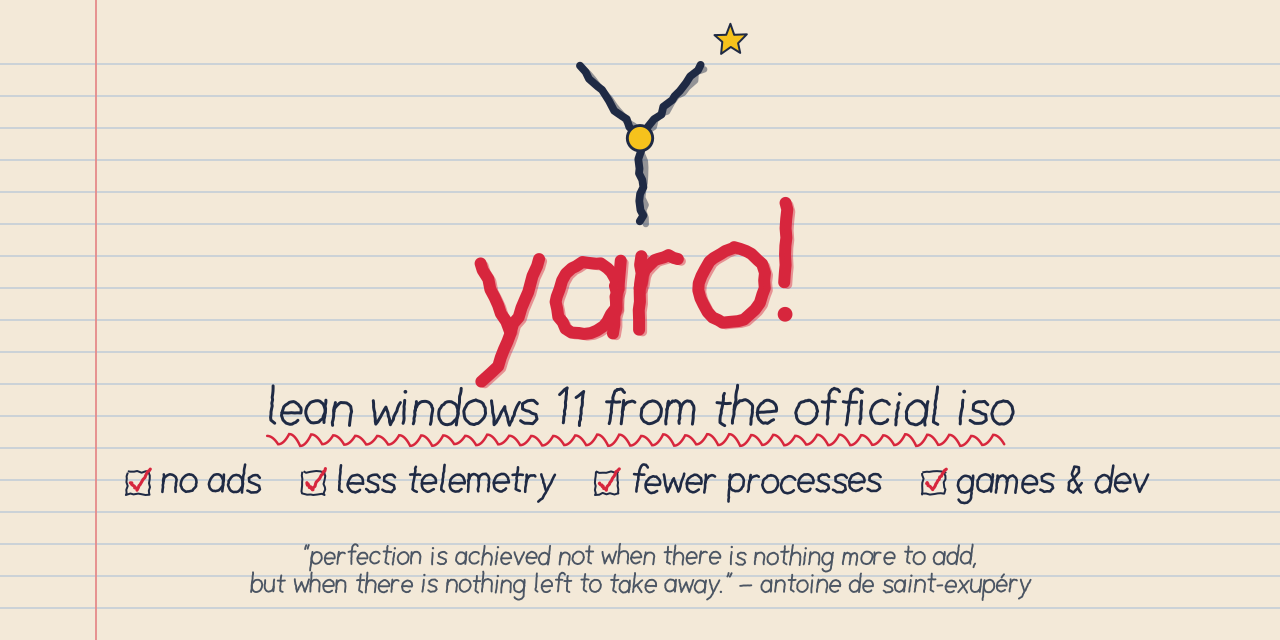 yaro!
lean windows 11 from the official iso
no ads less telemetry fewer processes games & dev
"perfection is achieved not when there is nothing more to add,
but when there is nothing left to take away." – antoine de saint-exupéry